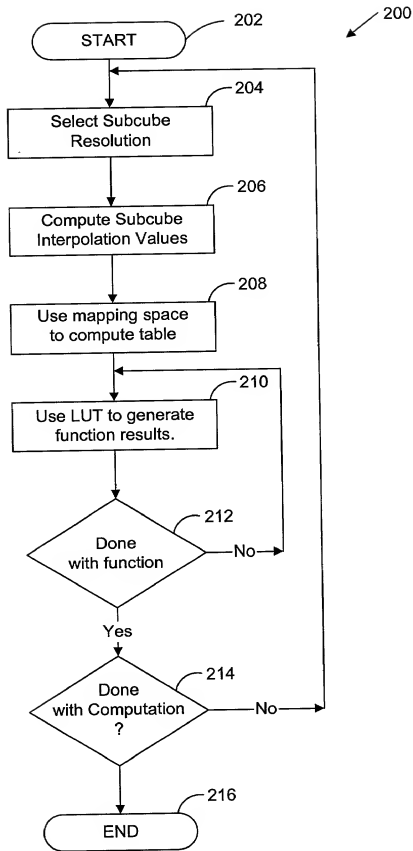 200
START
202
204
Select Subcube
Resolution
206
Compute Subcube
Interpolation Values
208
Use mapping space
to compute table
210
Use LUT to generate
function results.
212
Done
with function
No
Yes
214
Done
with Computation
?
No
216
END